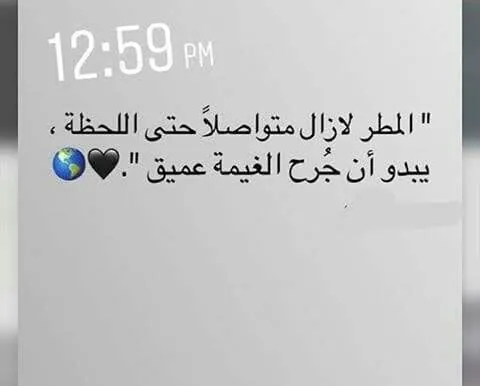 12:59 PM
" المطر لازال متواصلاً حتى اللحظة ،
يبدو أن جُرح الغيمة عميق ".🖤🌎